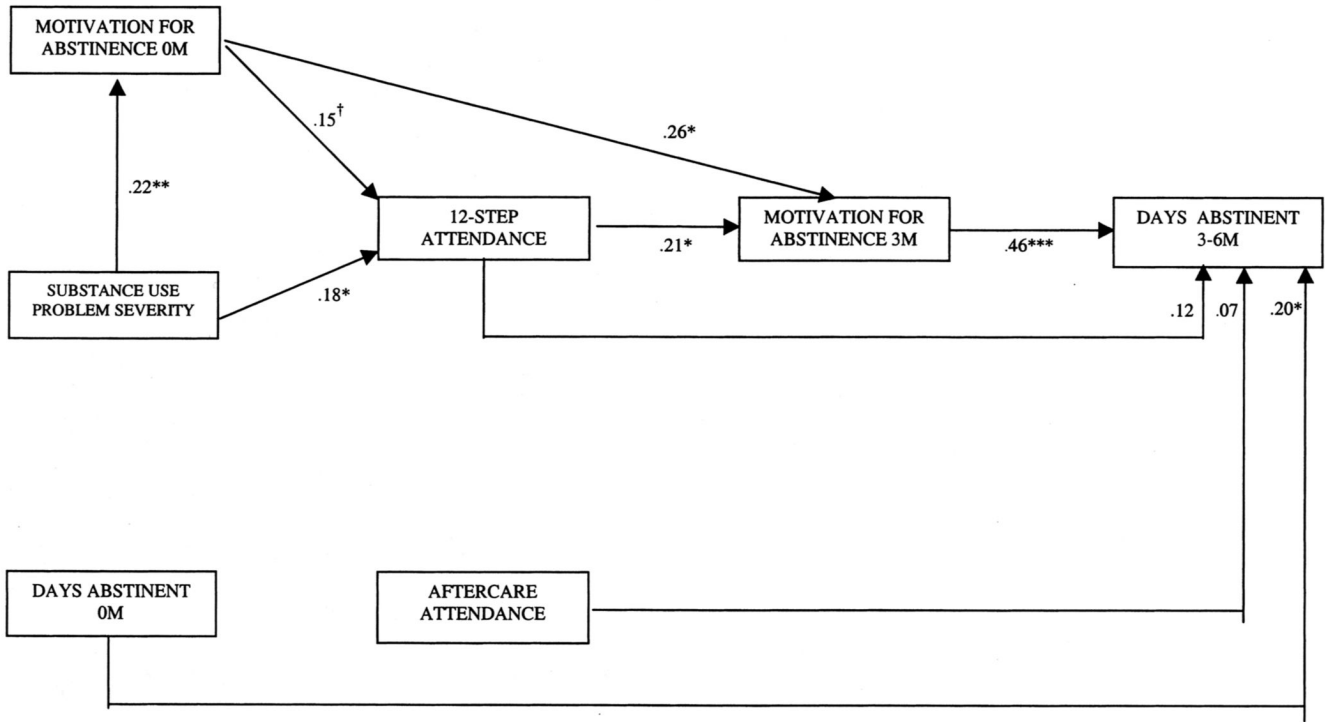 MOTIVATION FOR
ABSTINENCE 0M
.15†
.26*
.22**
12-STEP
ATTENDANCE
MOTIVATION FOR
ABSTINENCE 3M
DAYS ABSTINENT
3-6M
.21*
.46***
SUBSTANCE USE
PROBLEM SEVERITY
.18*
.12
.07
.20*
DAYS ABSTINENT
0M
AFTERCARE
ATTENDANCE